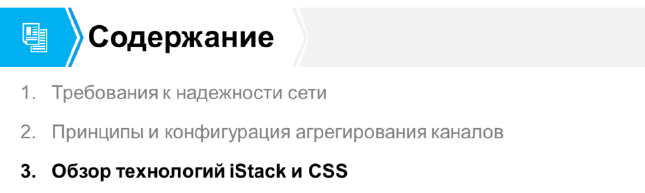 Содержание
1. Требования к надежности сети
2. Принципы и конфигурация агрегирования каналов
3. Обзор технологий iStack и CSS